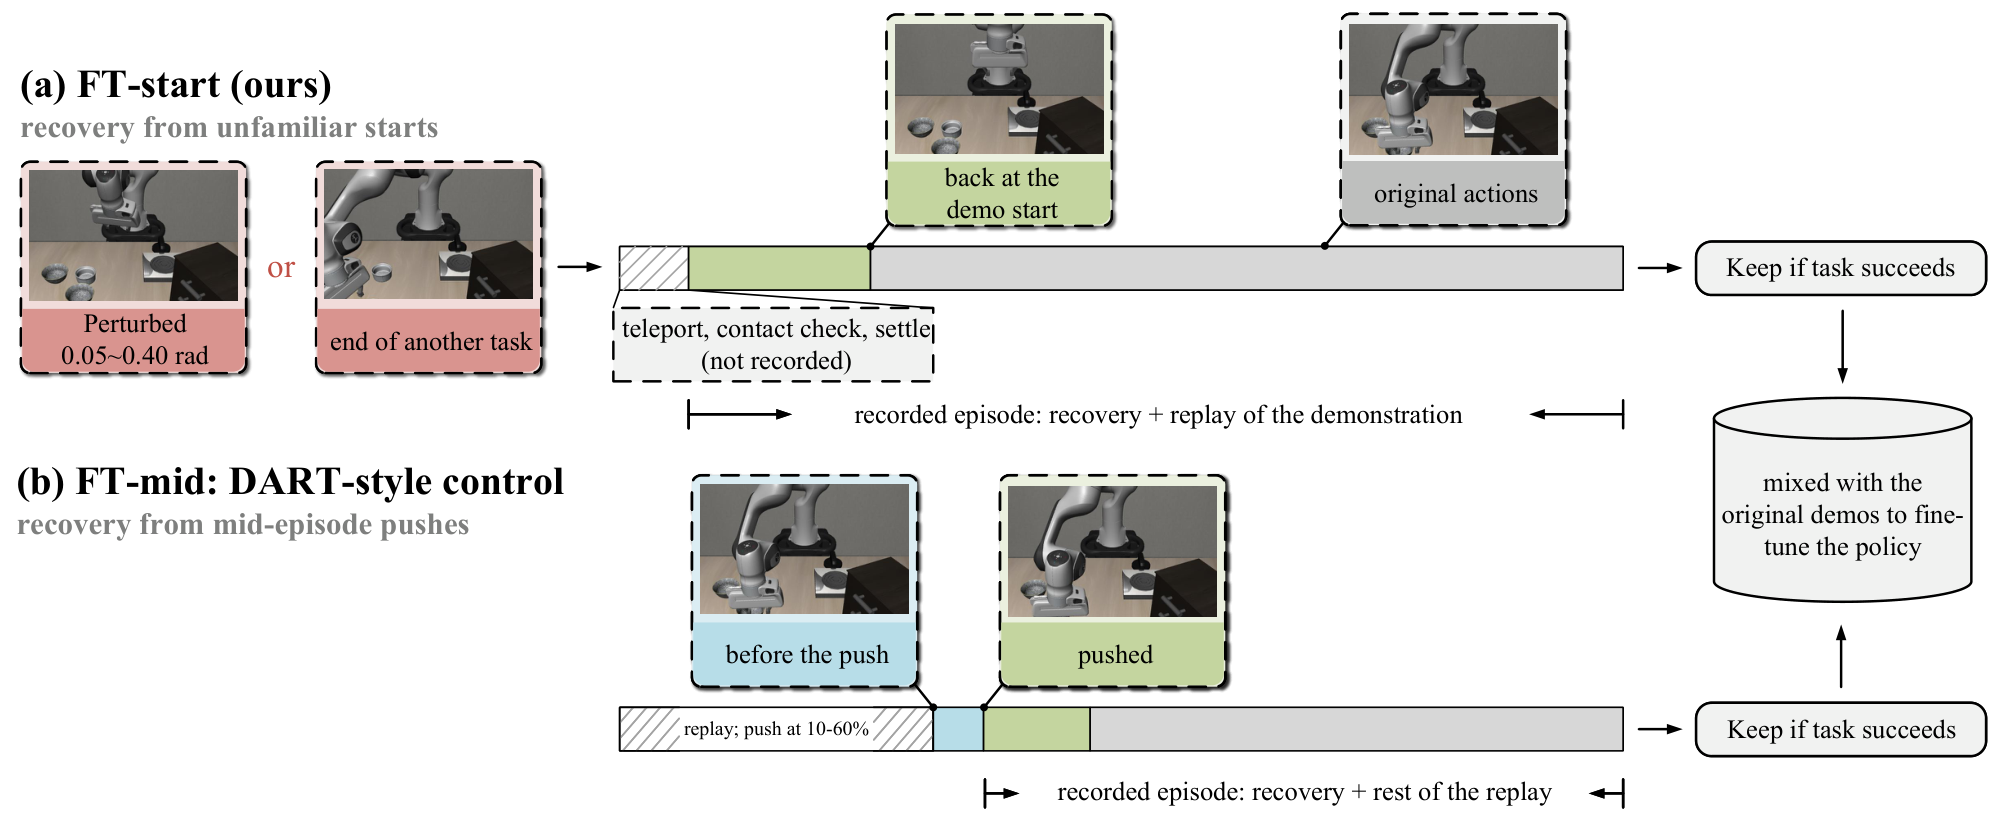 (a) FT-start (ours)
recovery from unfamiliar starts
Perturbed
0.05~0.40 rad
or
end of another task
back at the
demo start
original actions
teleport, contact check, settle
(not recorded)
recorded episode: recovery + replay of the demonstration
Keep if task succeeds
mixed with the
original demos to fine-
tune the policy
(b) FT-mid: DART-style control
recovery from mid-episode pushes
before the push
pushed
replay; push at 10-60%
recorded episode: recovery + rest of the replay
Keep if task succeeds